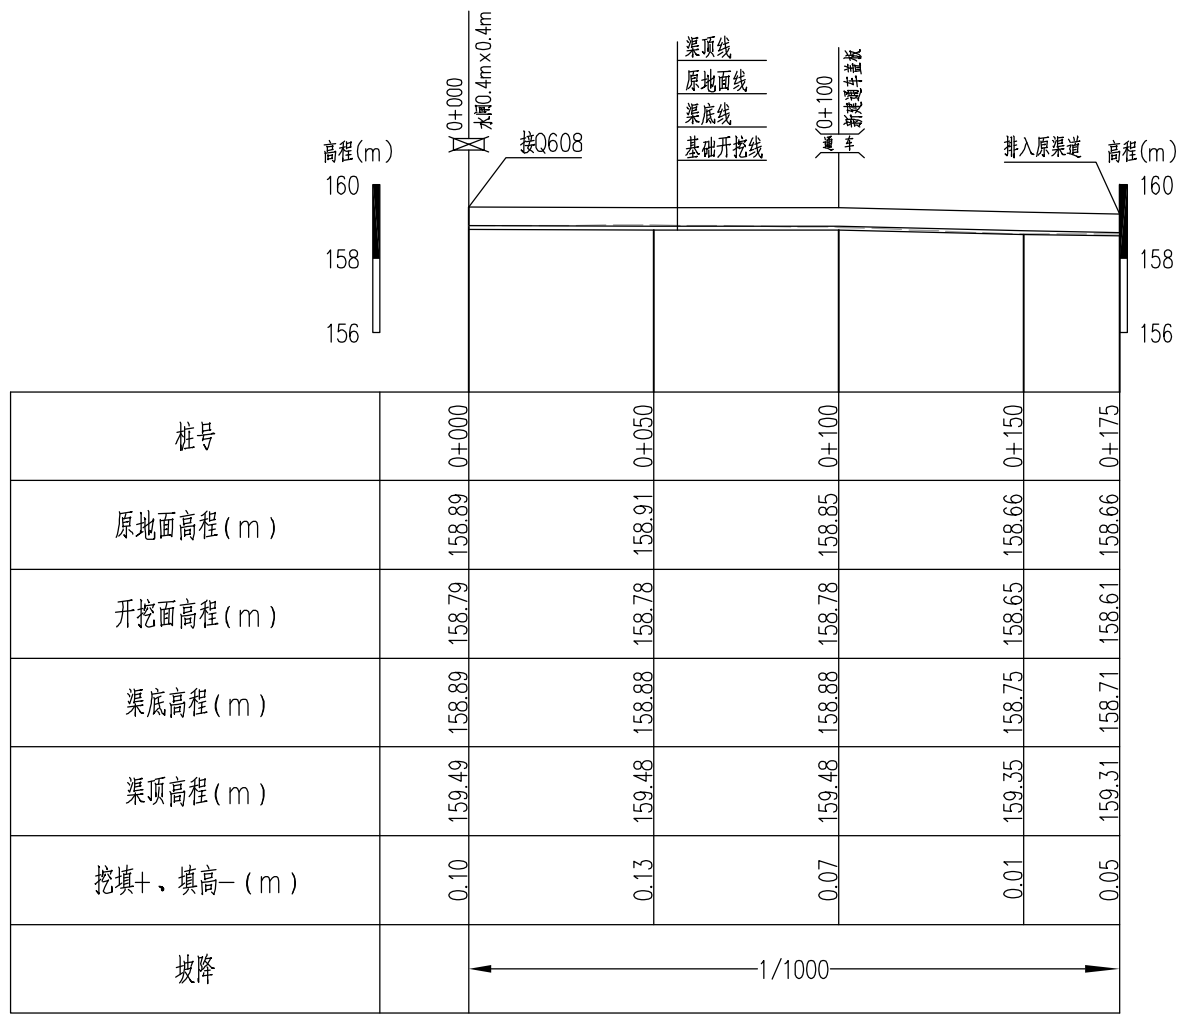 0+000
水闸0.4m×0.4m
渠顶线
原地面线
渠底线
基础开挖线
0+100
新建通车盖板
通 车
接Q608
排入原渠道
高程(m)
160
158
156
高程(m)
160
158
156
桩号 0+000 0+050 0+100 0+150 0+175
原地面高程(m) 158.89 158.91 158.85 158.66 158.66
开挖面高程(m) 158.79 158.78 158.78 158.65 158.61
渠底高程(m) 158.89 158.88 158.88 158.75 158.71
渠顶高程(m) 159.49 159.48 159.48 159.35 159.31
挖填+、填高-(m) 0.10 0.13 0.07 0.01 0.05
坡降 1/1000